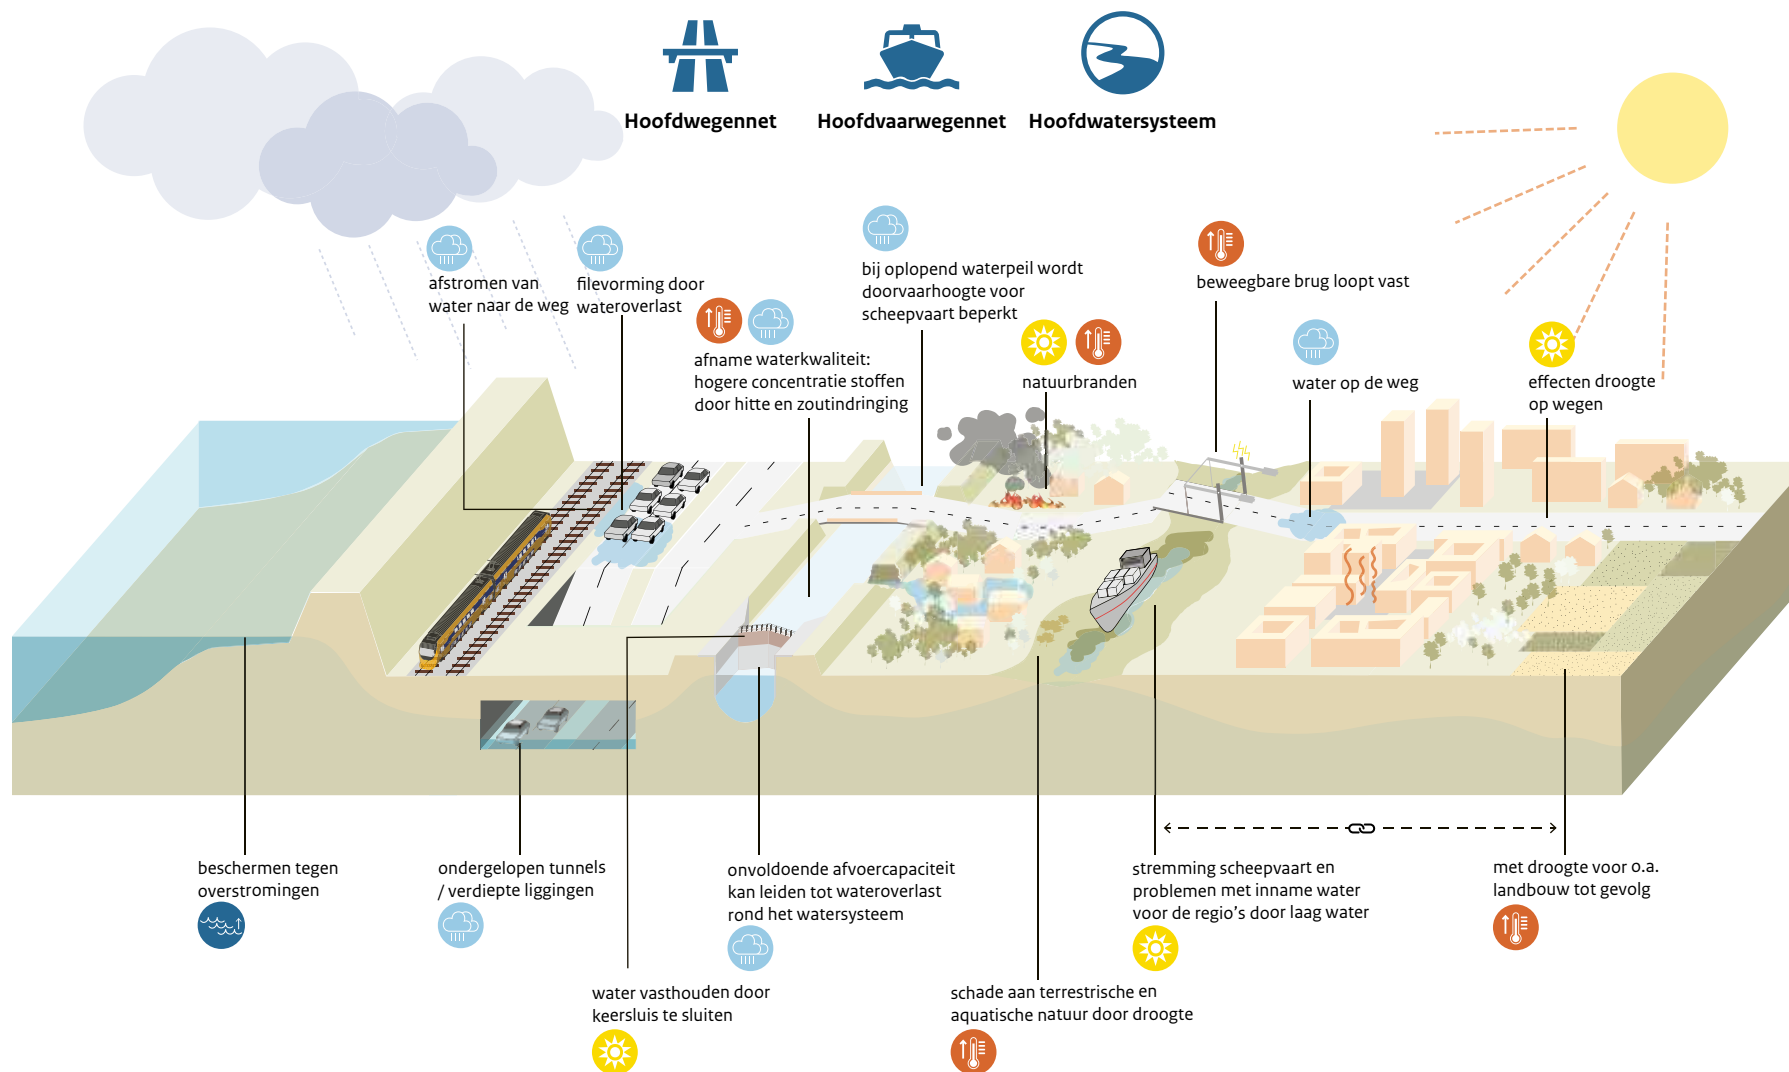 Hoofdwegennet
Hoofdvaarwegennet
Hoofdwatersysteem
afstromen van
water naar de weg
filevorming door
wateroverlast
afname waterkwaliteit:
hogere concentratie stoffen
door hitte en zoutindringing
bij oplopend waterpeil wordt
doorvaarhoogte voor
scheepvaart beperkt
natuurbranden
beweegbare brug loopt vast
water op de weg
effecten droogte
op wegen
beschermen tegen
overstromingen
ondergelopen tunnels
/ verdiepte liggingen
water vasthouden door
keersluis te sluiten
onvoldoende afvoercapaciteit
kan leiden tot wateroverlast
rond het watersysteem
schade aan terrestrische en
aquatische natuur door droogte
stremming scheepvaart en
problemen met inname water
voor de regio's door laag water
met droogte voor o.a.
landbouw tot gevolg